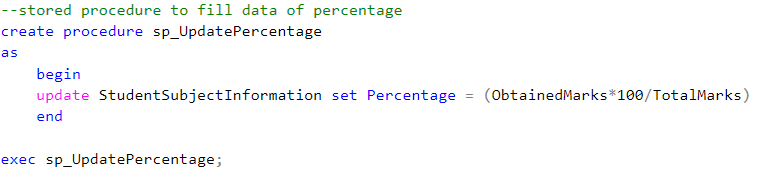 --stored procedure to fill data of percentage
create procedure sp_UpdatePercentage
as
begin
update StudentSubjectInformation set Percentage = (ObtainedMarks*100/TotalMarks)
end
exec sp_UpdatePercentage;